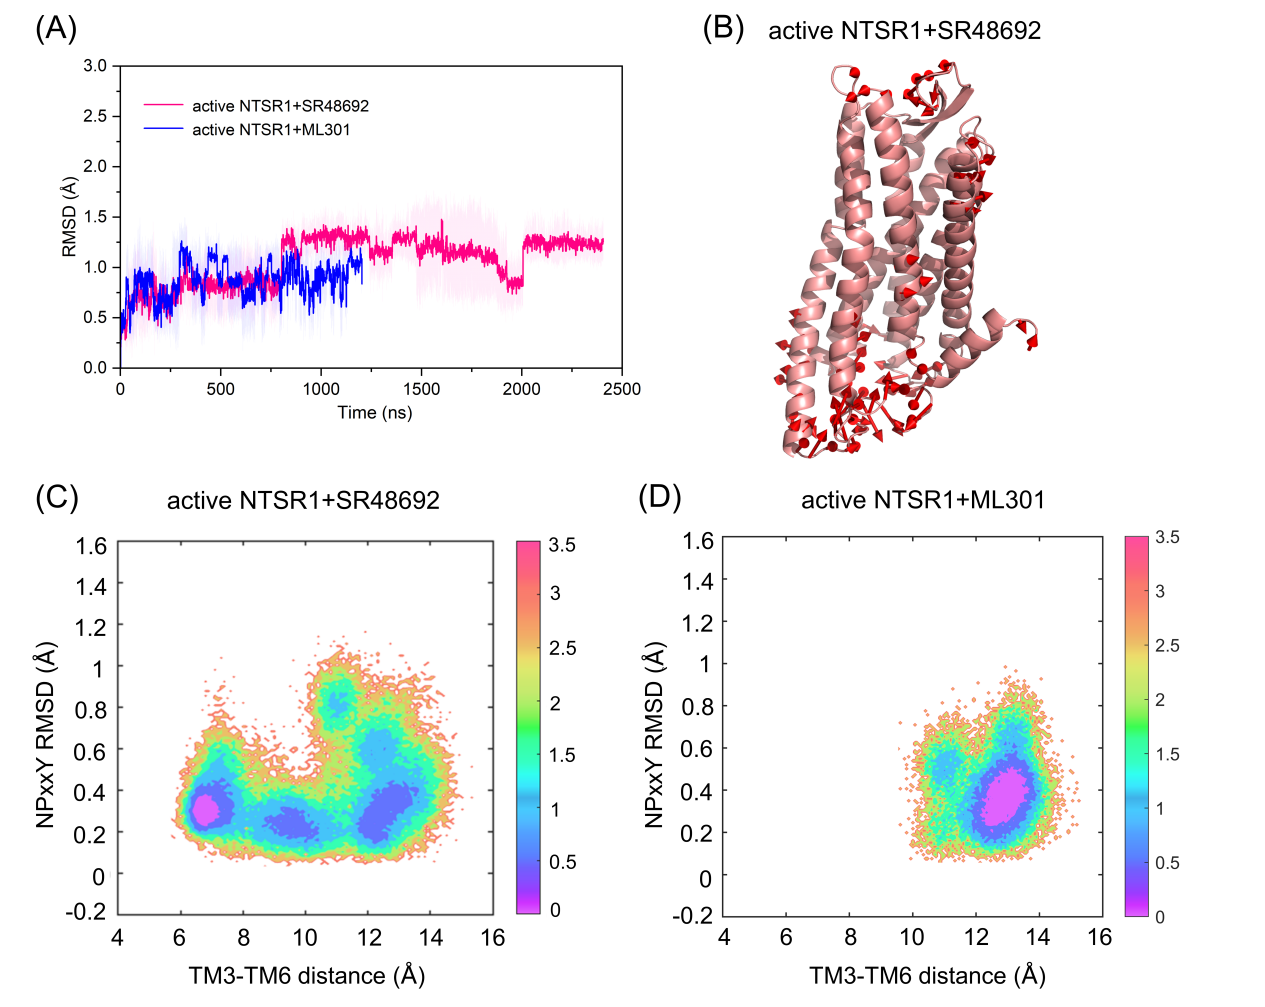 (A)
3.0
2.5
2.0
1.5
1.0
0.5
0.0
RMSD (Å)
active NTSR1+SR48692
active NTSR1+ML301
0 500 1000 1500 2000 2500
Time (ns)
(B) active NTSR1+SR48692
(C) active NTSR1+SR48692
1.6
1.4
1.2
1
0.8
0.6
0.4
0.2
0
-0.2
NPxxY RMSD (Å)
4 6 8 10 12 14 16
TM3-TM6 distance (Å)
3.5
3
2.5
2
1.5
1
0.5
0
(D) active NTSR1+ML301
1.6
1.4
1.2
1
0.8
0.6
0.4
0.2
0
-0.2
NPxxY RMSD (Å)
4 6 8 10 12 14 16
TM3-TM6 distance (Å)
3.5
3
2.5
2
1.5
1
0.5
0